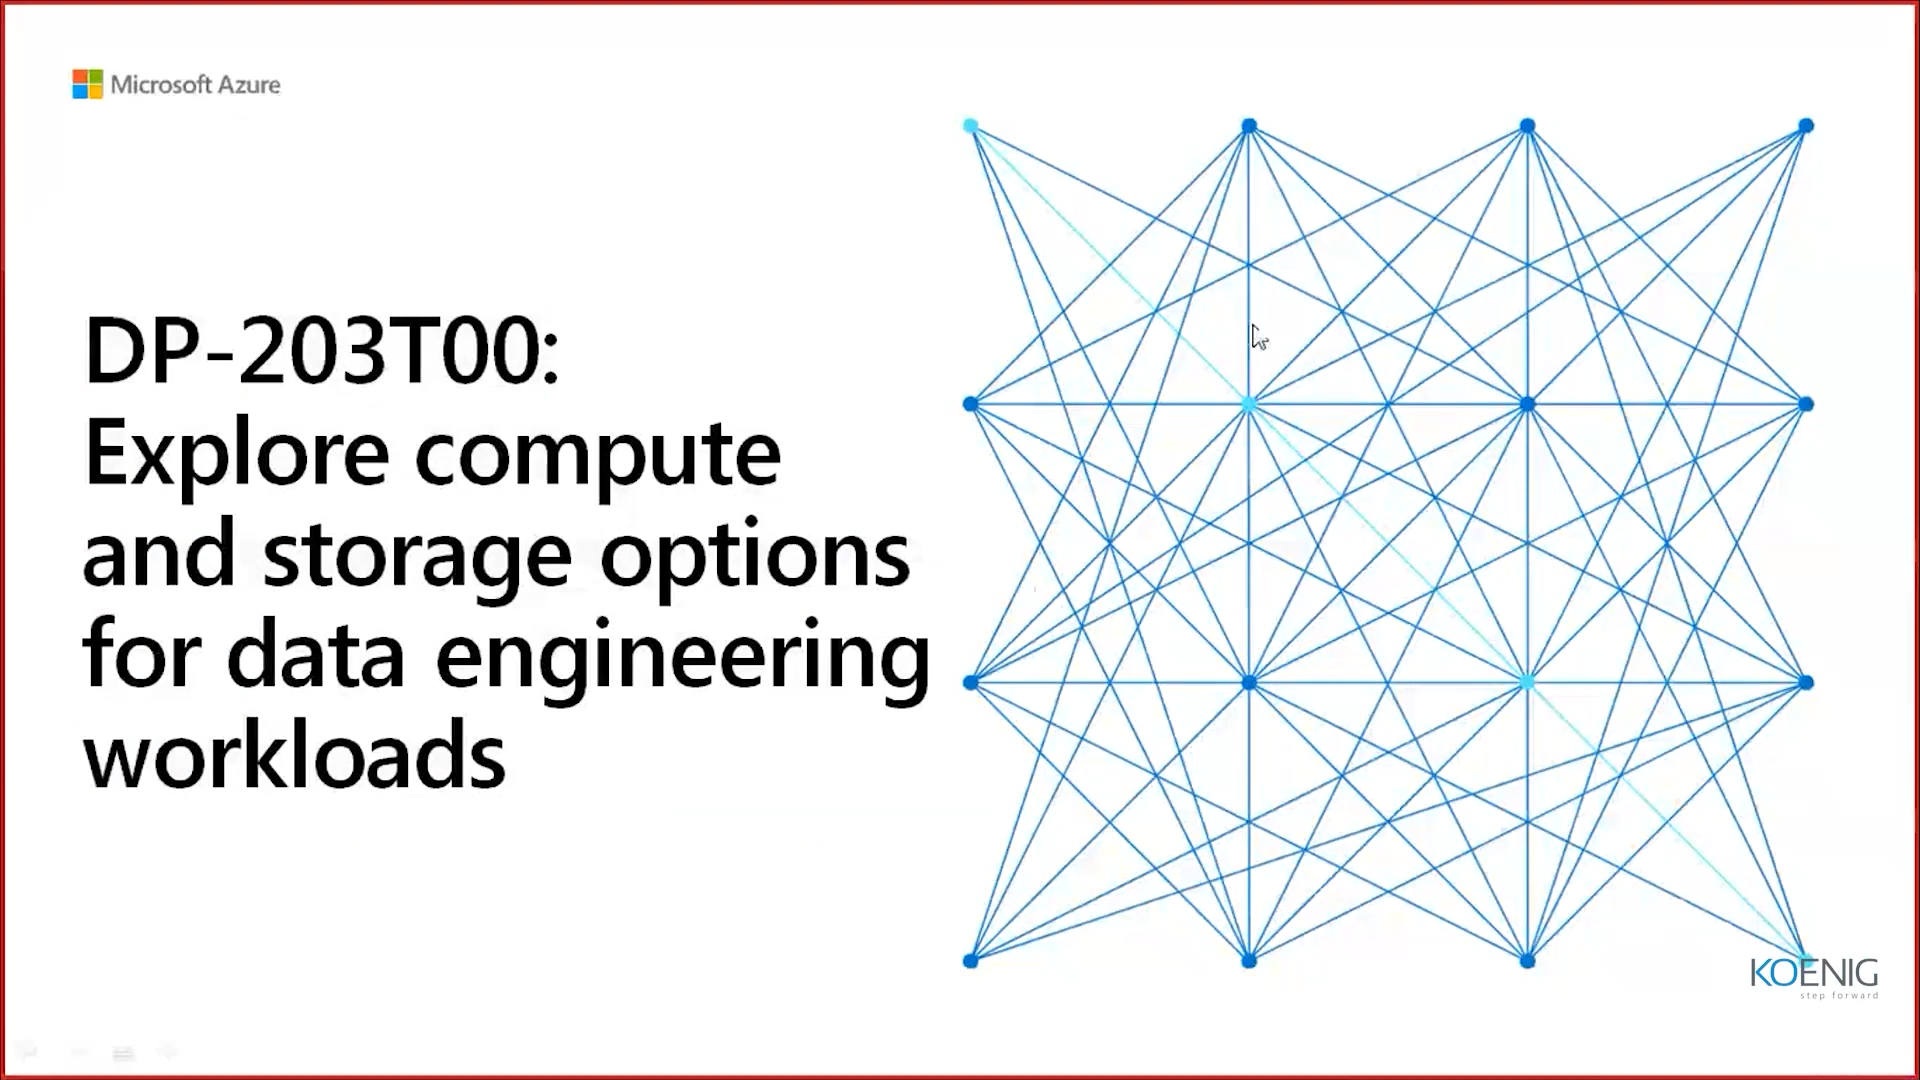 Microsoft Azure
DP-203T00:
Explore compute
and storage options
for data engineering
workloads
KOENIG
step forward